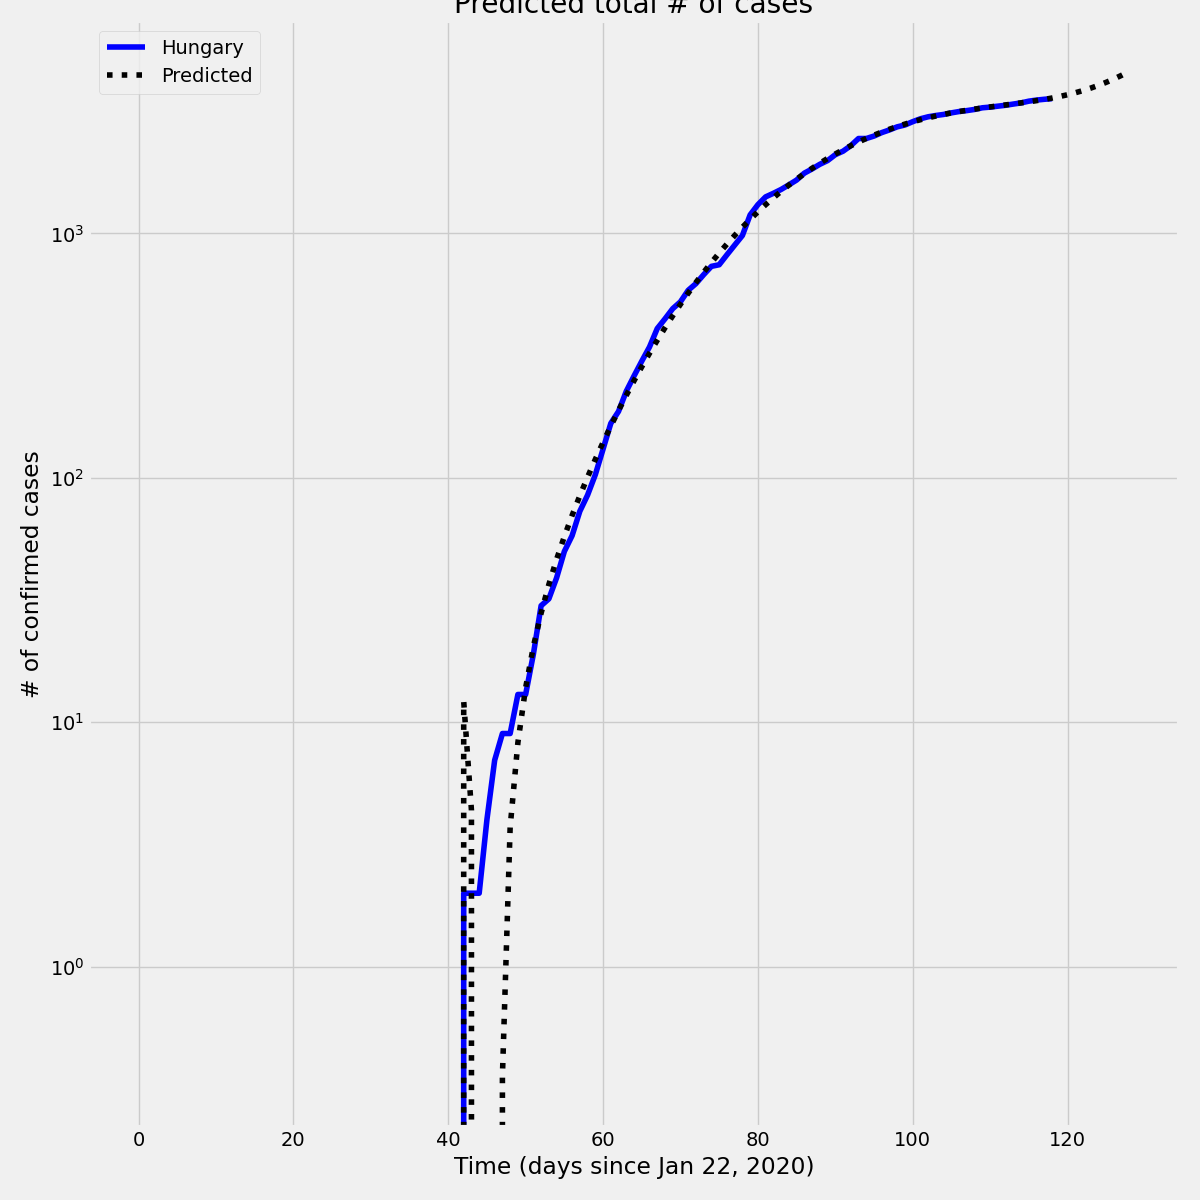 Predicted total # of cases
Hungary
Predicted
10³
10²
10¹
10⁰
# of confirmed cases
0 20 40 60 80 100 120
Time (days since Jan 22, 2020)